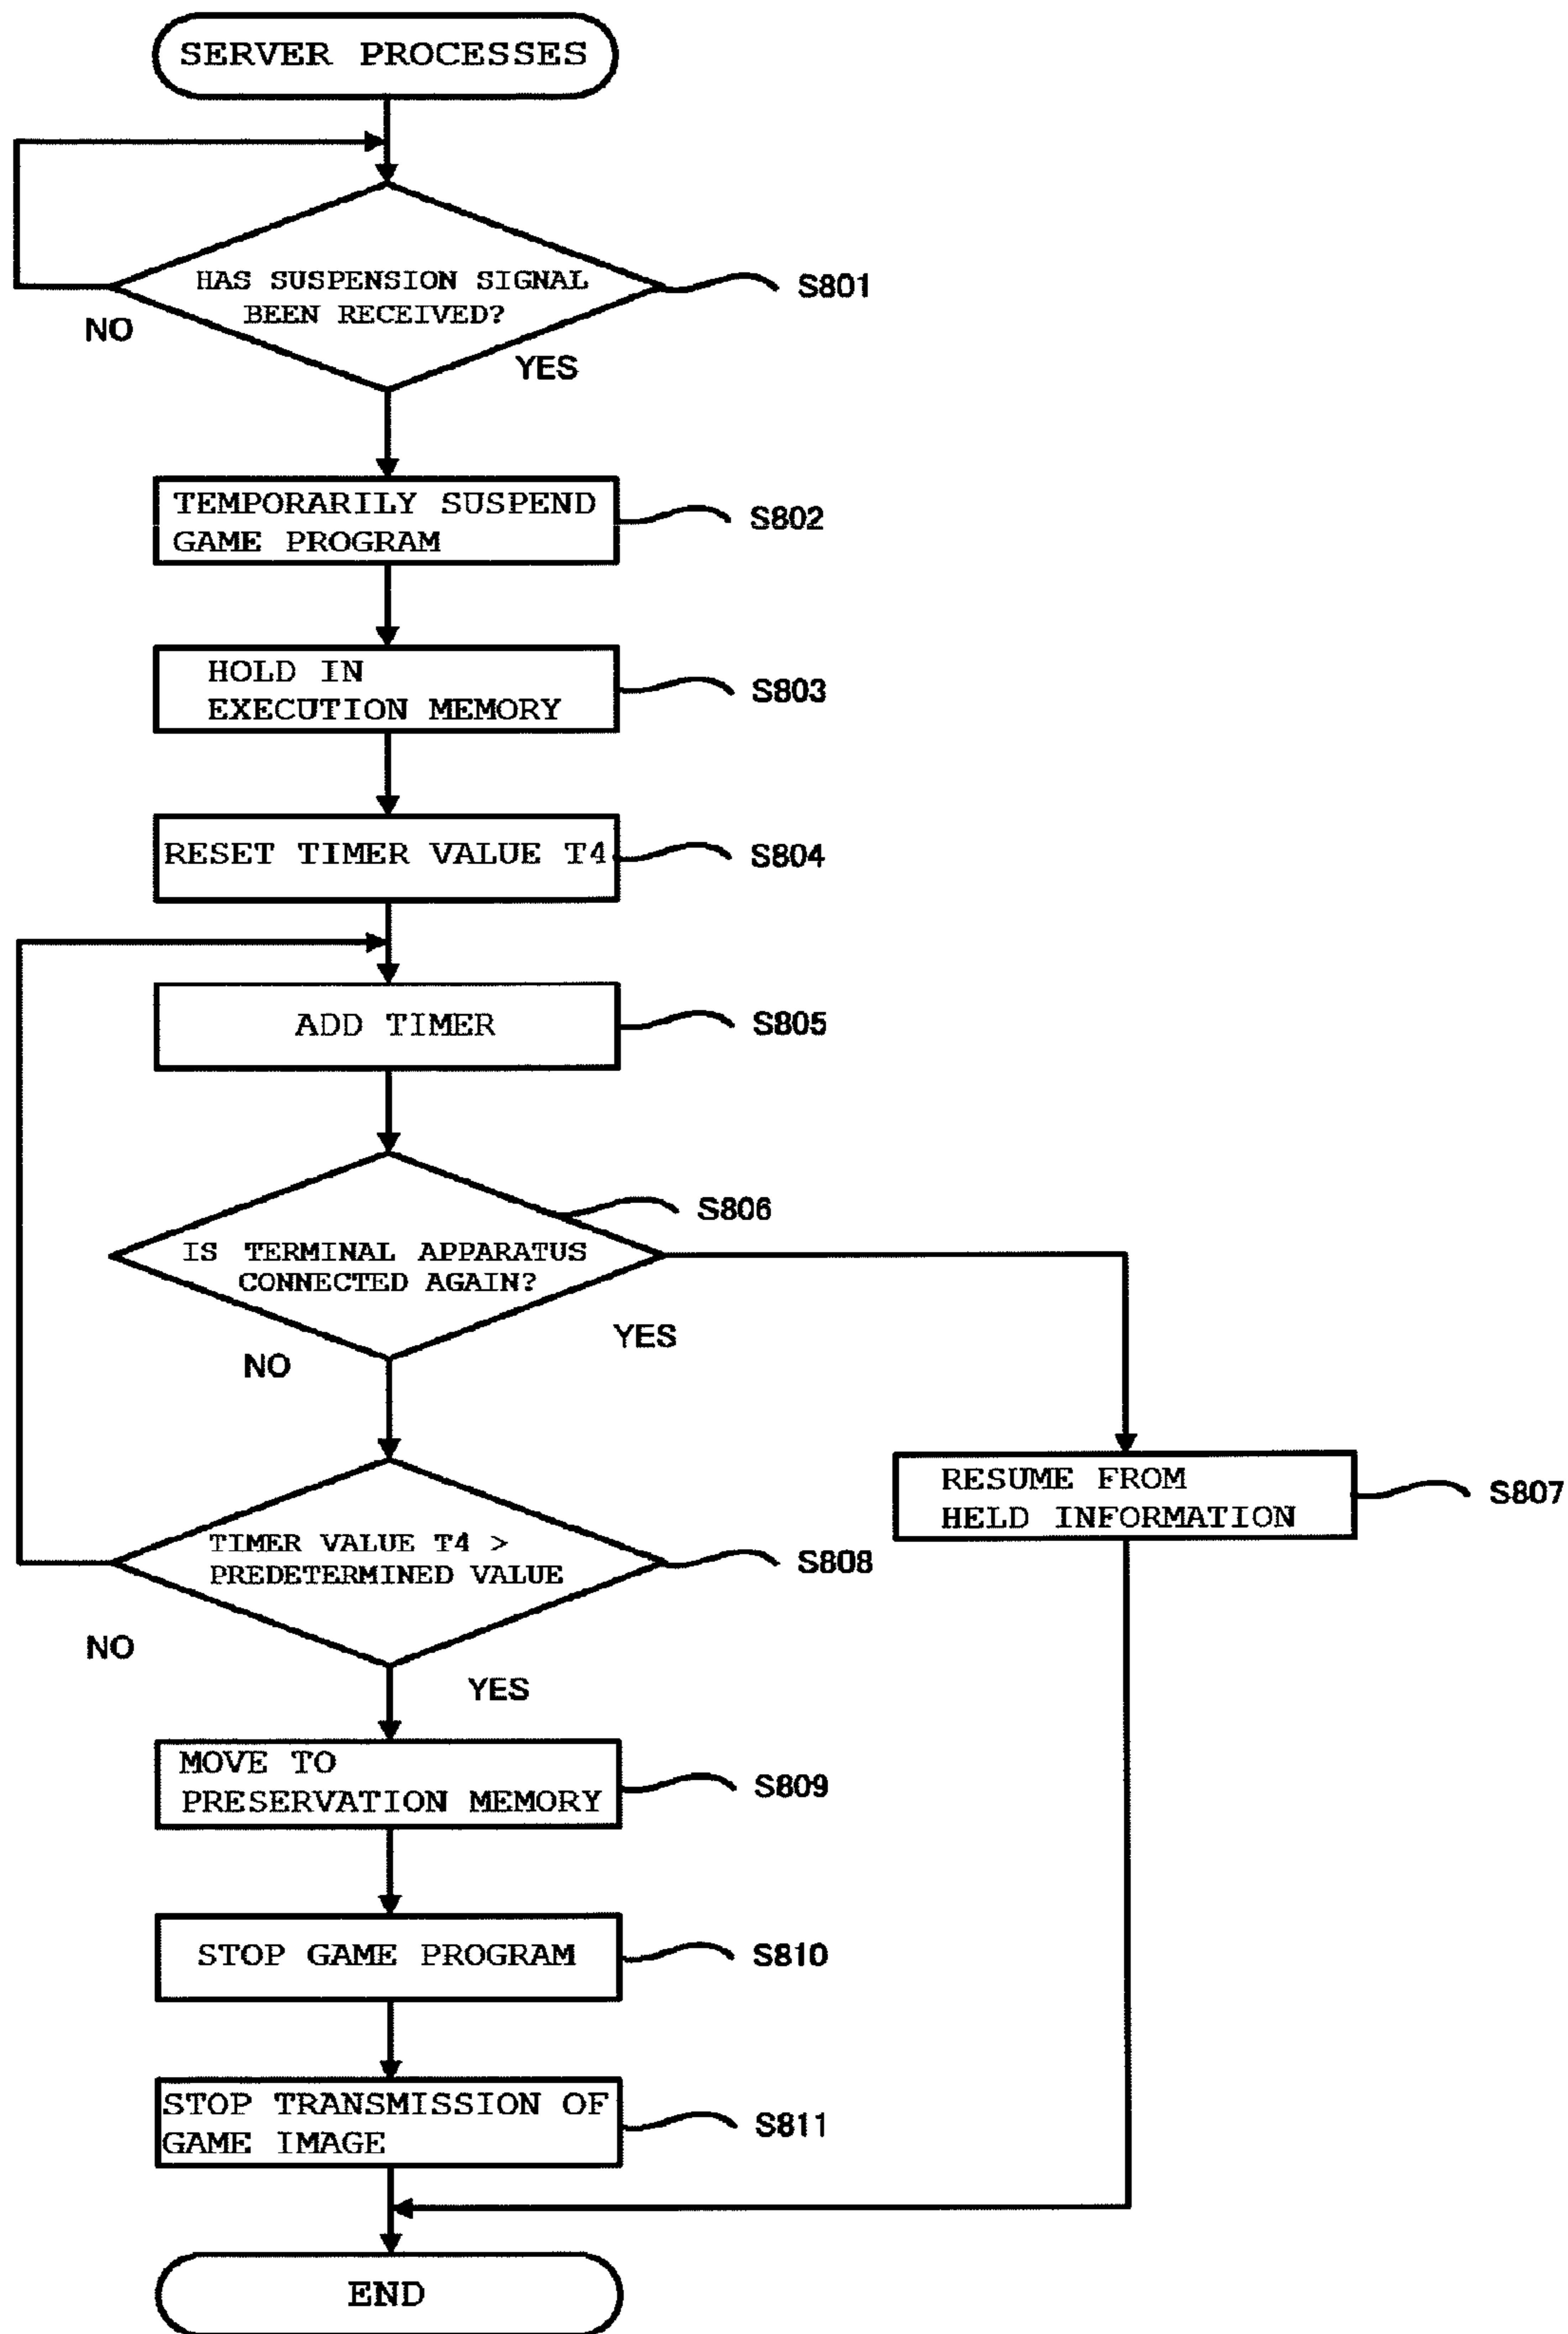 SERVER PROCESSES
HAS SUSPENSION SIGNAL
BEEN RECEIVED?
S801
NO
YES
TEMPORARILY SUSPEND
GAME PROGRAM
S802
HOLD IN
EXECUTION MEMORY
S803
RESET TIMER VALUE T4
S804
ADD TIMER
S805
S806
IS TERMINAL APPARATUS
CONNECTED AGAIN?
YES
NO
RESUME FROM
HELD INFORMATION
S807
TIMER VALUE T4 >
PREDETERMINED VALUE
S808
NO
YES
MOVE TO
PRESERVATION MEMORY
S809
STOP GAME PROGRAM
S810
STOP TRANSMISSION OF
GAME IMAGE
S811
END